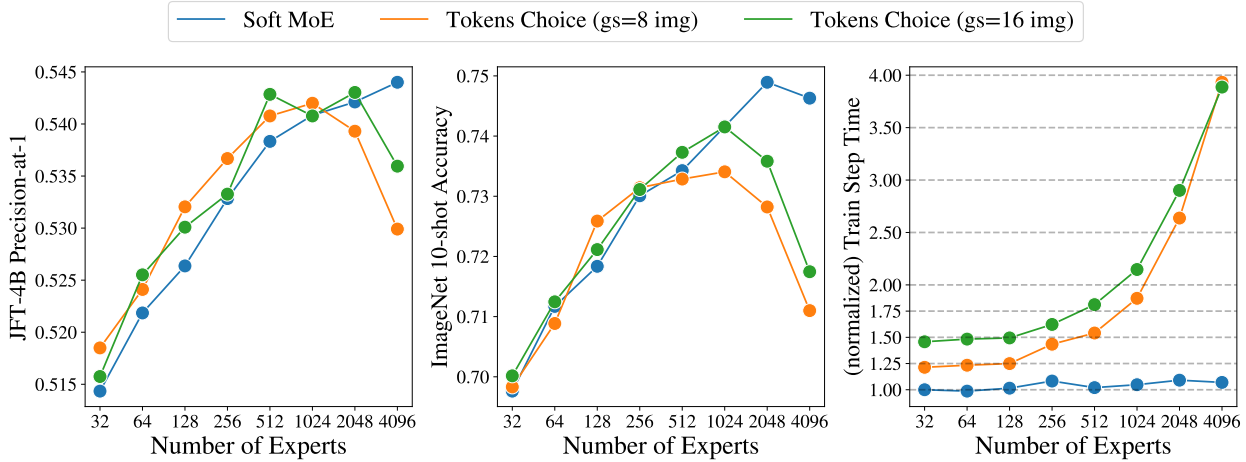 Soft MoE
Tokens Choice (gs=8 img)
Tokens Choice (gs=16 img)
JFT-4B Precision-at-1
0.545
0.540
0.535
0.530
0.525
0.520
0.515
32 64 128 256 512 1024 2048 4096
Number of Experts
ImageNet 10-shot Accuracy
0.75
0.74
0.73
0.72
0.71
0.70
32 64 128 256 512 1024 2048 4096
Number of Experts
(normalized) Train Step Time
4.00
3.50
3.00
2.50
2.00
1.75
1.50
1.25
1.00
32 64 128 256 512 1024 2048 4096
Number of Experts